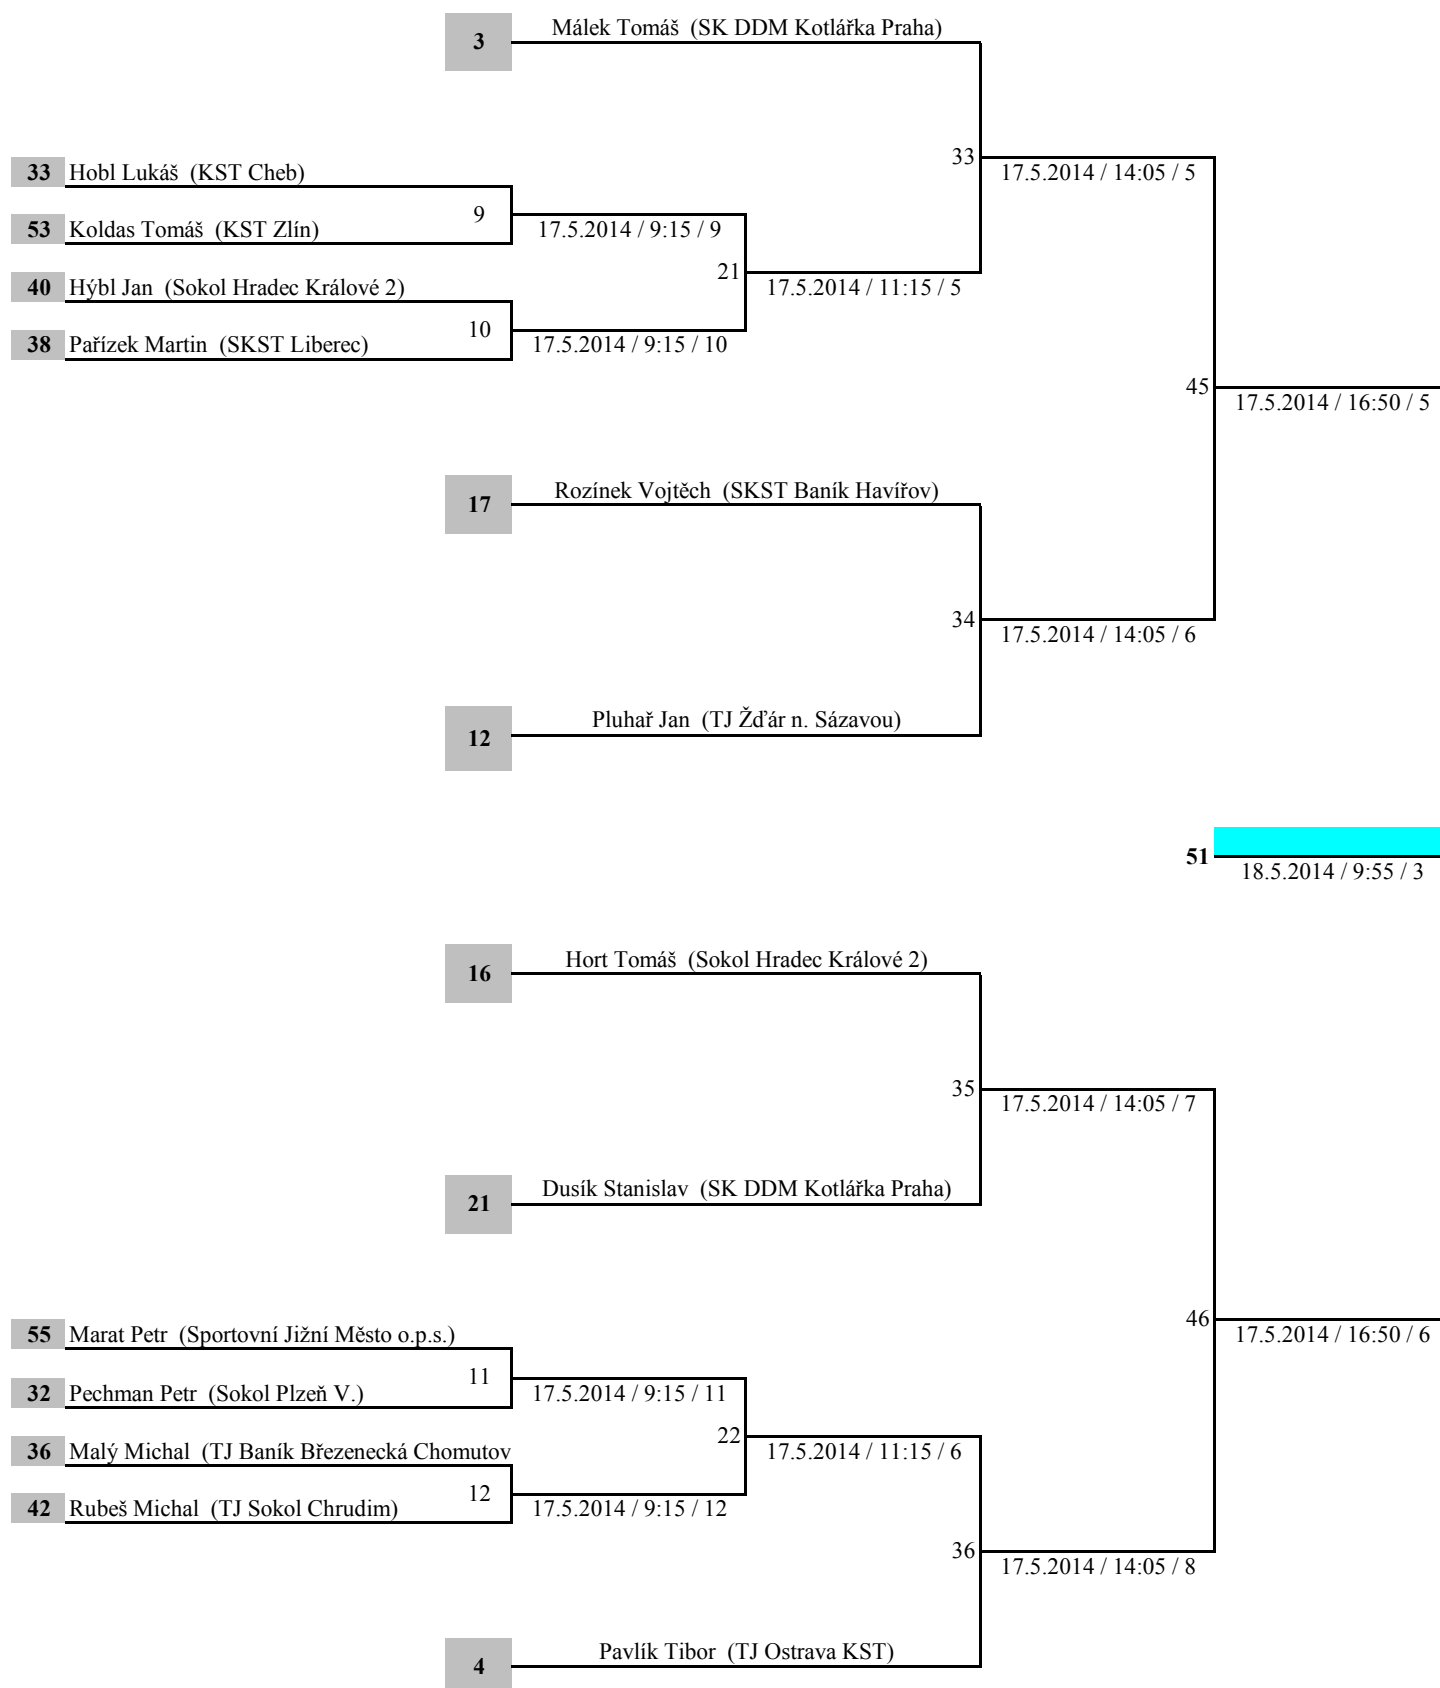 Málek Tomáš (SK DDM Kotlářka Praha)
3
33
17.5.2014 / 14:05 / 5
33 Hobl Lukáš (KST Cheb)
9
17.5.2014 / 9:15 / 9
53 Koldas Tomáš (KST Zlín)
21
17.5.2014 / 11:15 / 5
40 Hýbl Jan (Sokol Hradec Králové 2)
10
17.5.2014 / 9:15 / 10
38 Pařízek Martin (SKST Liberec)
45
17.5.2014 / 16:50 / 5
Rozínek Vojtěch (SKST Baník Havířov)
17
34
17.5.2014 / 14:05 / 6
Pluhař Jan (TJ Žďár n. Sázavou)
12
51
18.5.2014 / 9:55 / 3
Hort Tomáš (Sokol Hradec Králové 2)
16
35
17.5.2014 / 14:05 / 7
Dusík Stanislav (SK DDM Kotlářka Praha)
21
46
17.5.2014 / 16:50 / 6
55 Marat Petr (Sportovní Jižní Město o.p.s.)
11
17.5.2014 / 9:15 / 11
32 Pechman Petr (Sokol Plzeň V.)
22
17.5.2014 / 11:15 / 6
36 Malý Michal (TJ Baník Březenecká Chomutov
12
17.5.2014 / 9:15 / 12
42 Rubeš Michal (TJ Sokol Chrudim)
36
17.5.2014 / 14:05 / 8
Pavlík Tibor (TJ Ostrava KST)
4